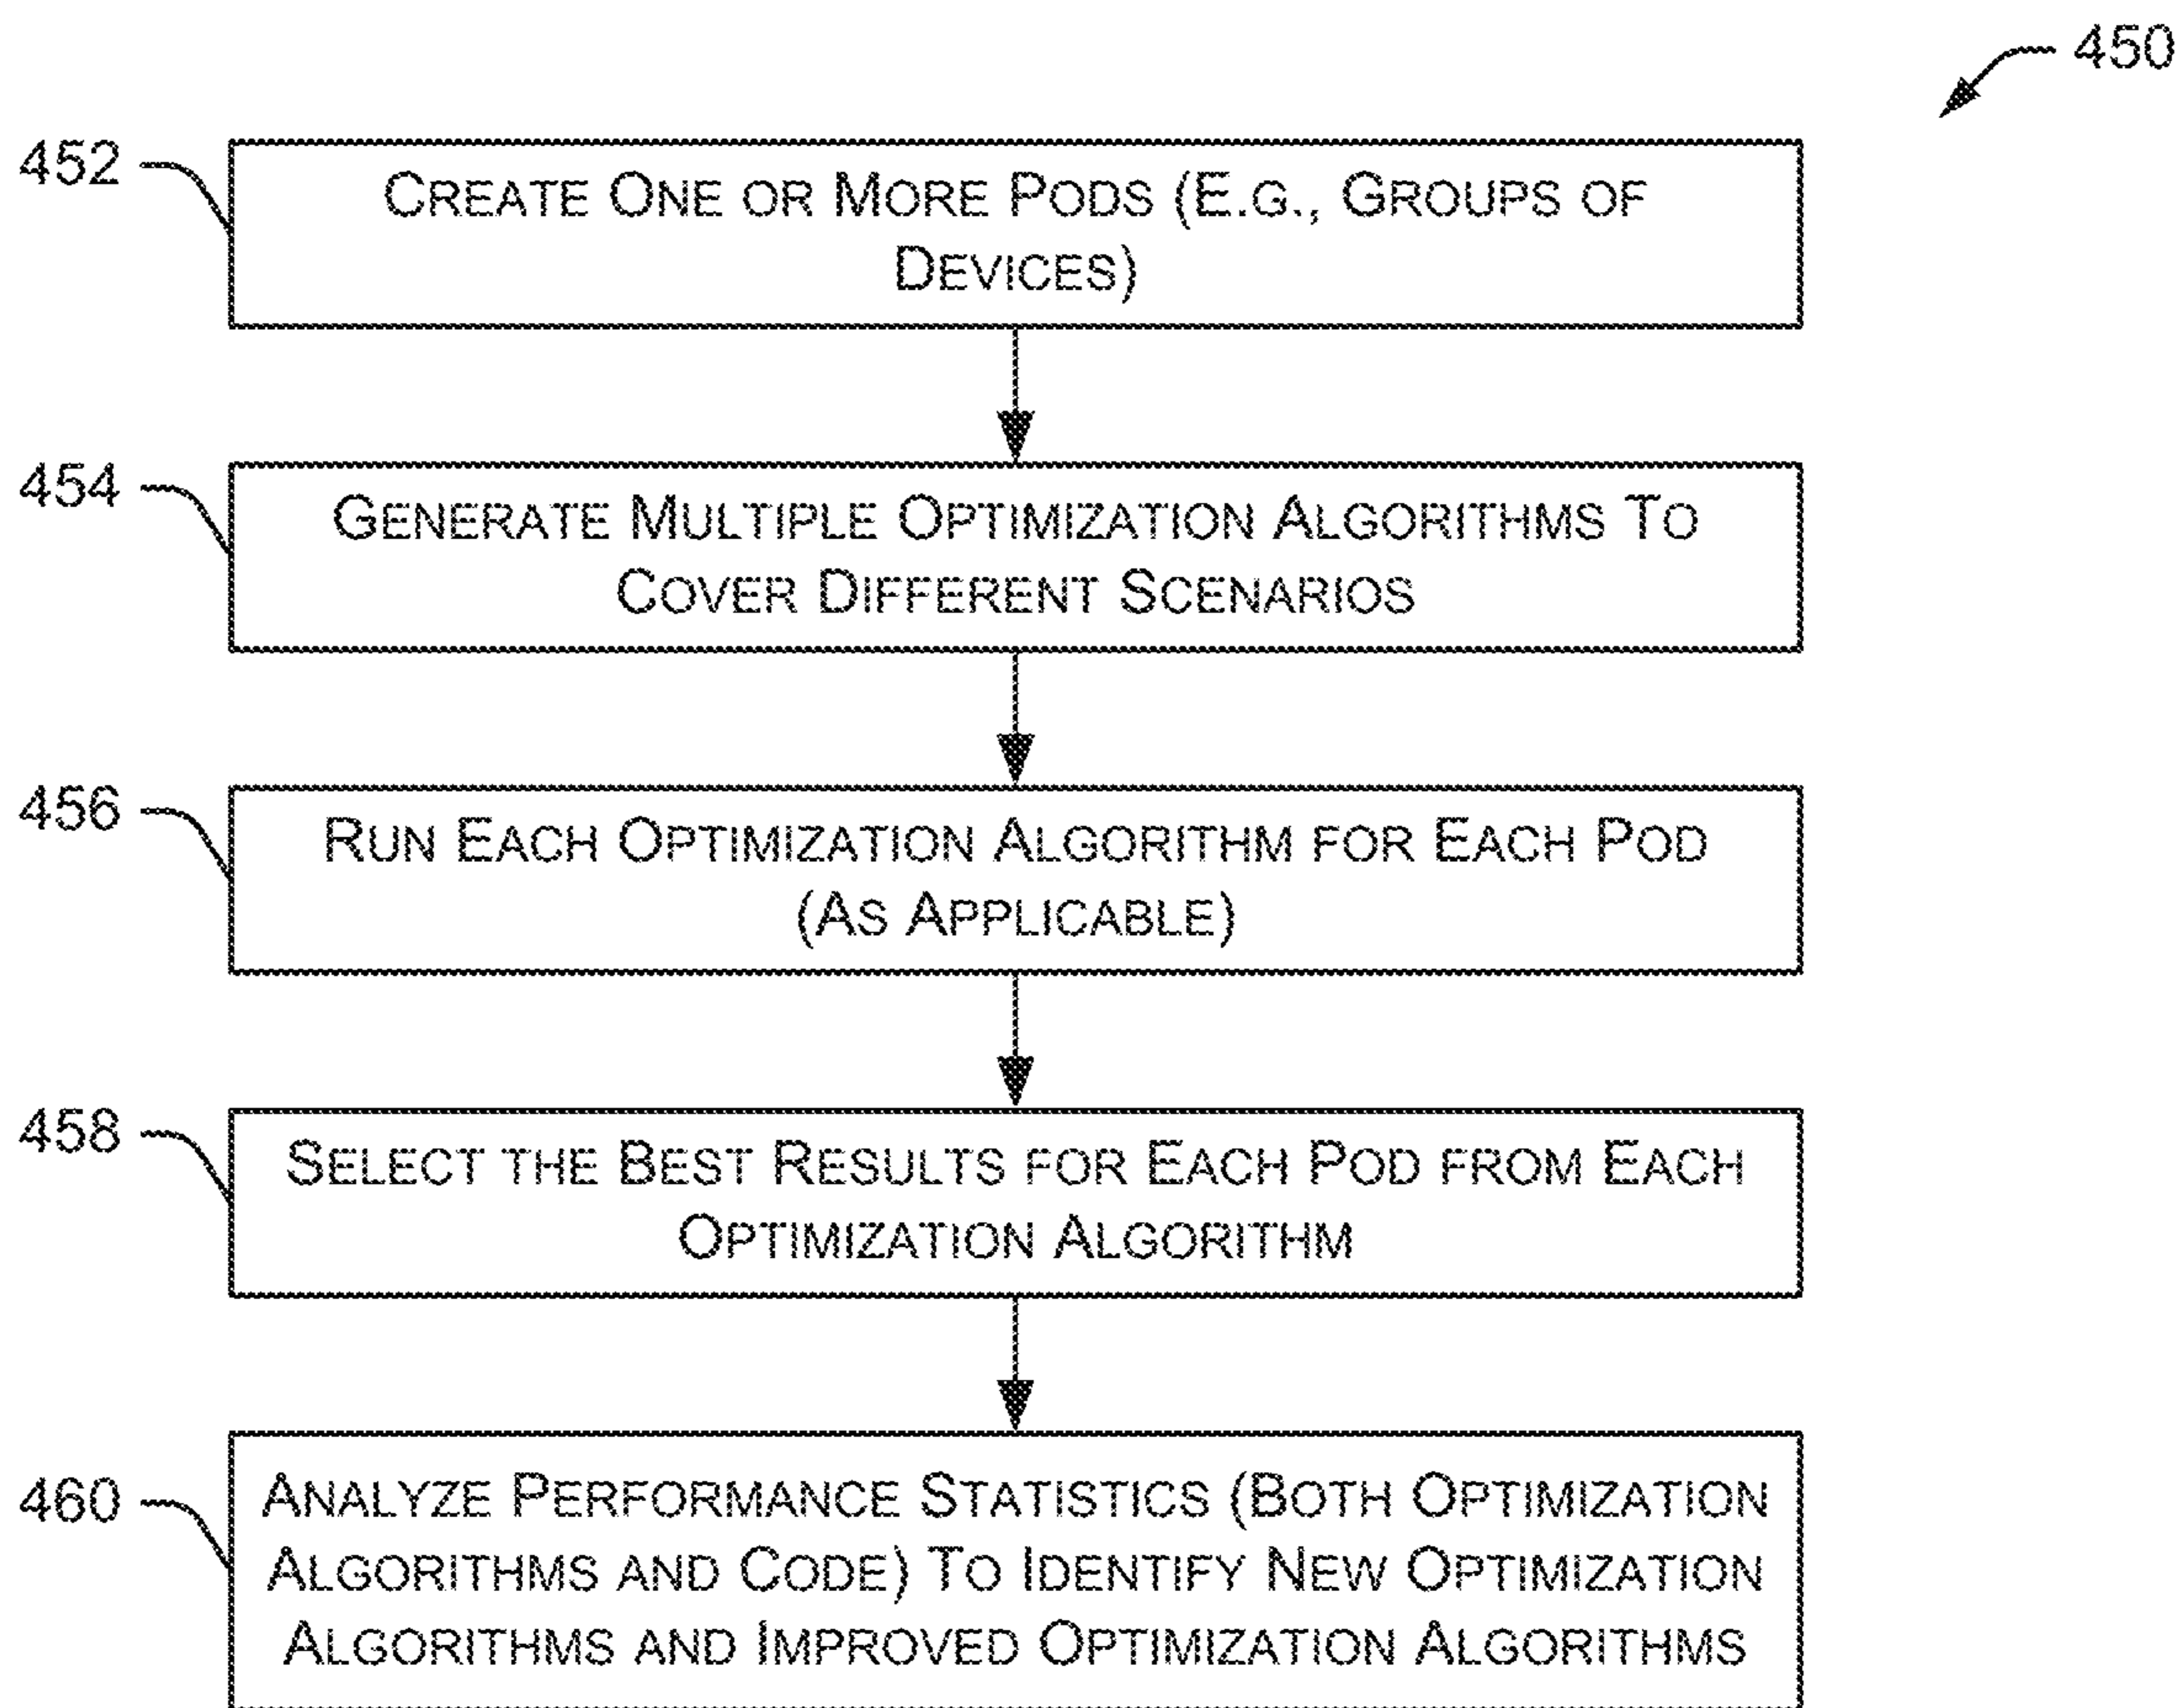 450
452
CREATE ONE OR MORE PODS (E.G., GROUPS OF
DEVICES)
454
GENERATE MULTIPLE OPTIMIZATION ALGORITHMS TO
COVER DIFFERENT SCENARIOS
456
RUN EACH OPTIMIZATION ALGORITHM FOR EACH POD
(AS APPLICABLE)
458
SELECT THE BEST RESULTS FOR EACH POD FROM EACH
OPTIMIZATION ALGORITHM
460
ANALYZE PERFORMANCE STATISTICS (BOTH OPTIMIZATION
ALGORITHMS AND CODE) TO IDENTIFY NEW OPTIMIZATION
ALGORITHMS AND IMPROVED OPTIMIZATION ALGORITHMS